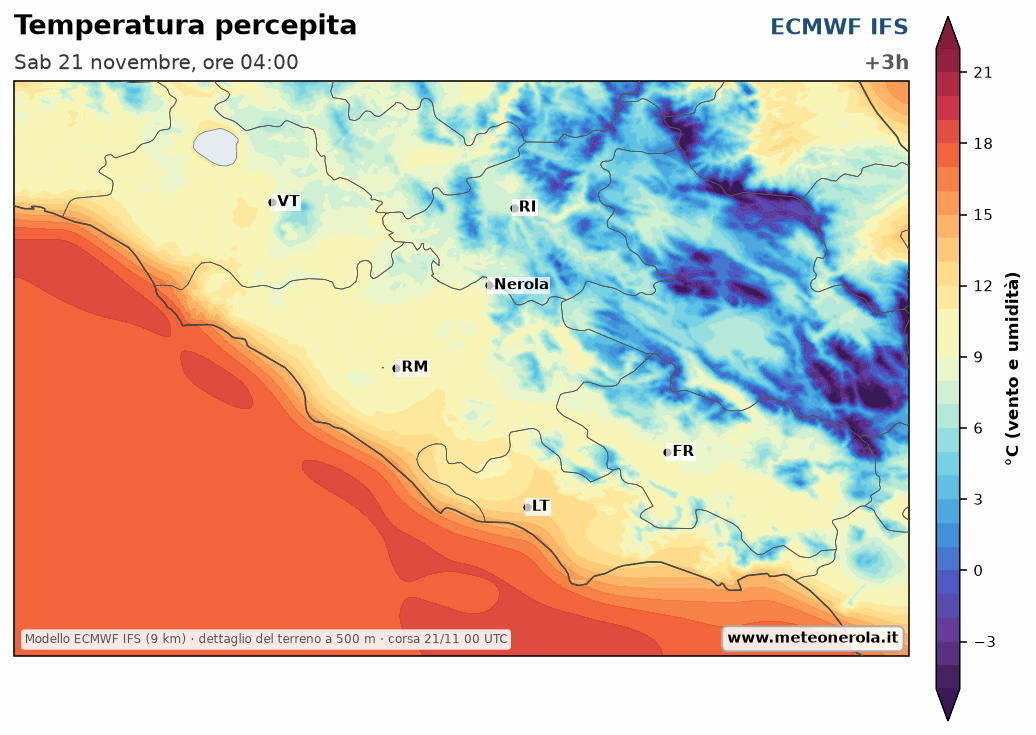 Temperatura percepita
ECMWF IFS
Sab 21 novembre, ore 04:00
+3h
VT
RI
Nerola
RM
FR
LT
Modello ECMWF IFS (9 km) · dettaglio del terreno a 500 m · corsa 21/11 00 UTC
www.meteonerola.it
21
18
15
12
9
6
3
0
−3
°C (vento e umidità)